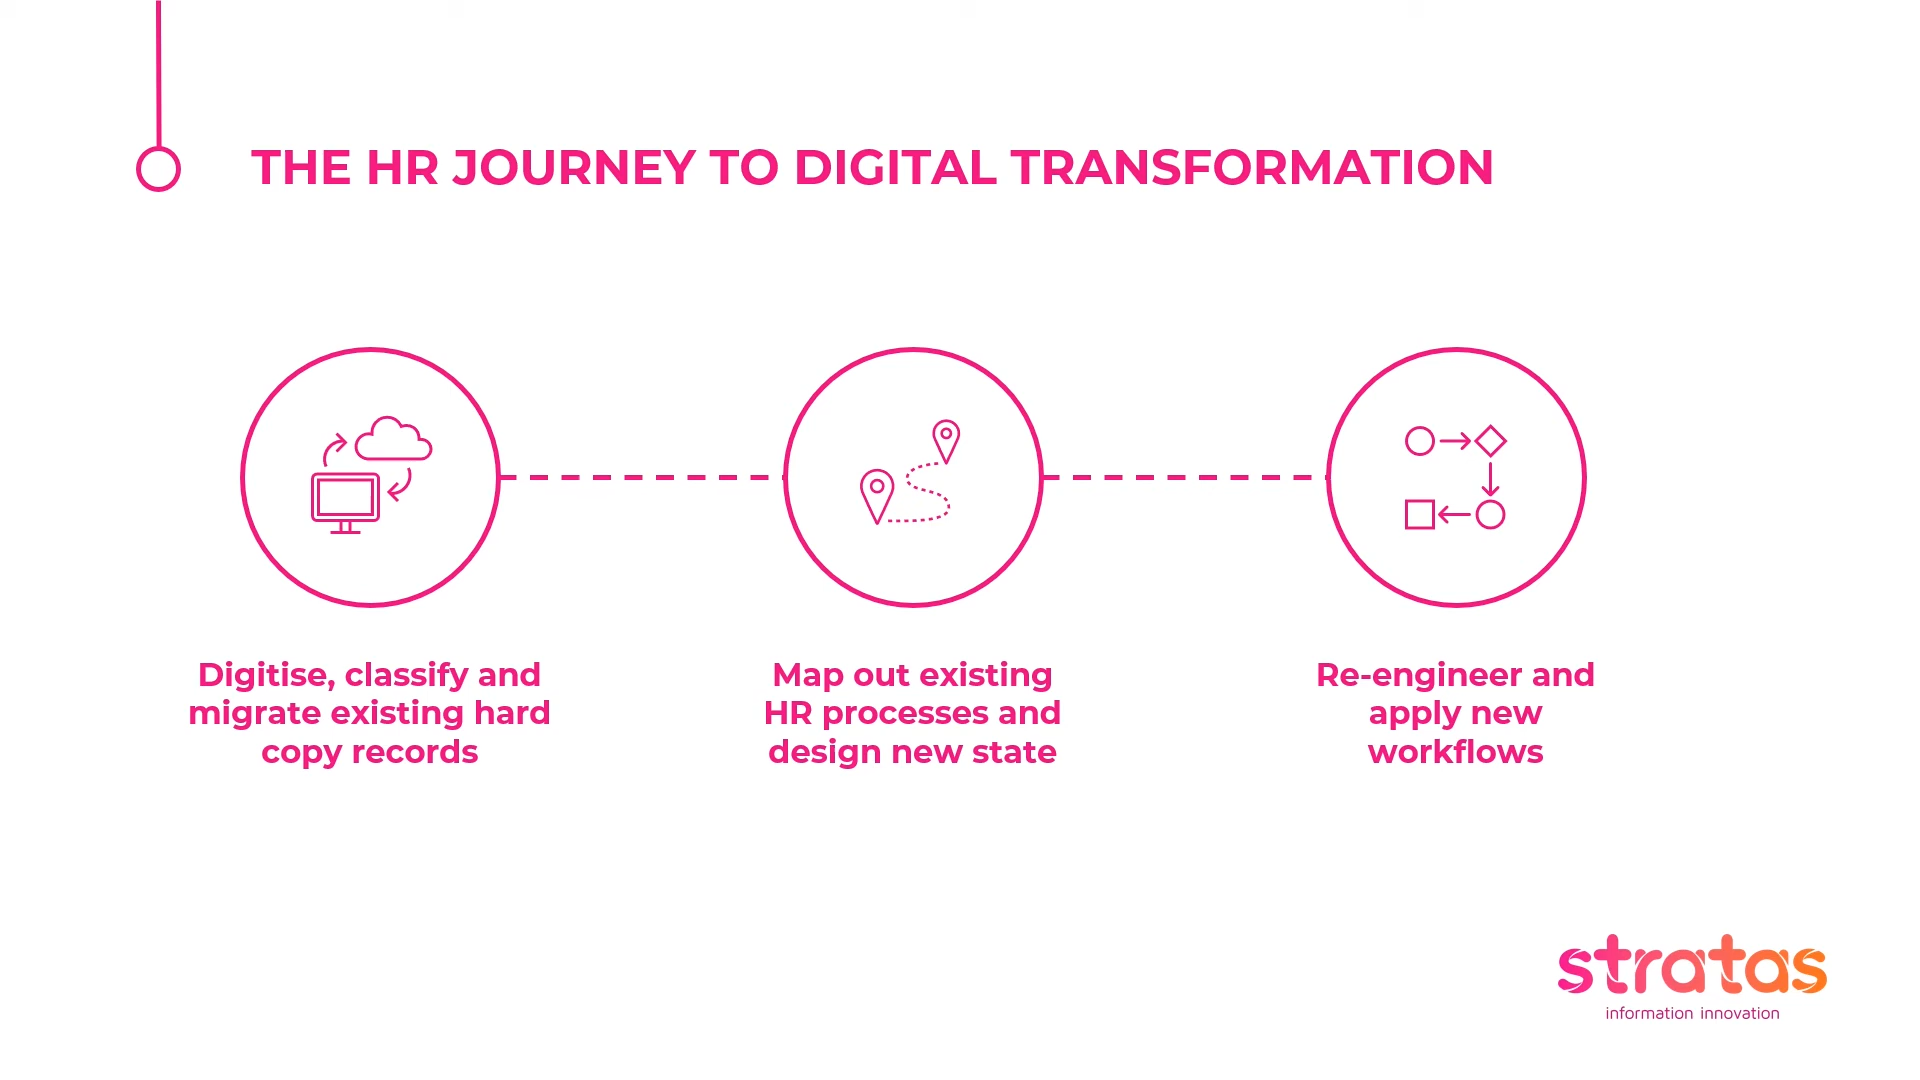 THE HR JOURNEY TO DIGITAL TRANSFORMATION
Digitise, classify and
migrate existing hard
copy records
Map out existing
HR processes and
design new state
Re-engineer and
apply new
workflows
stratas
information innovation